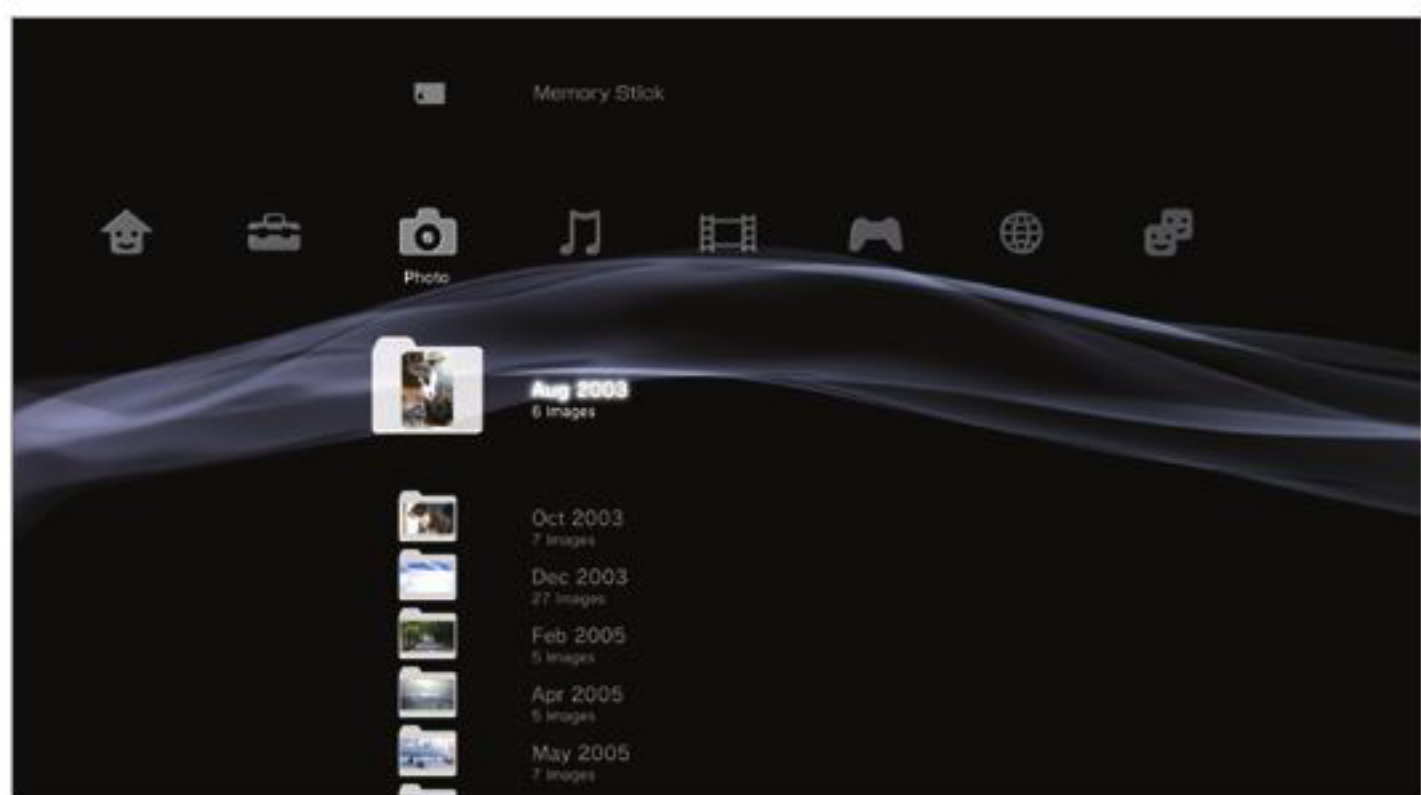 Memory Stick
Photo
Aug 2003
6 Images
Oct 2003
7 Images
Dec 2003
27 Images
Feb 2005
5 Images
Apr 2005
5 Images
May 2005
7 Images